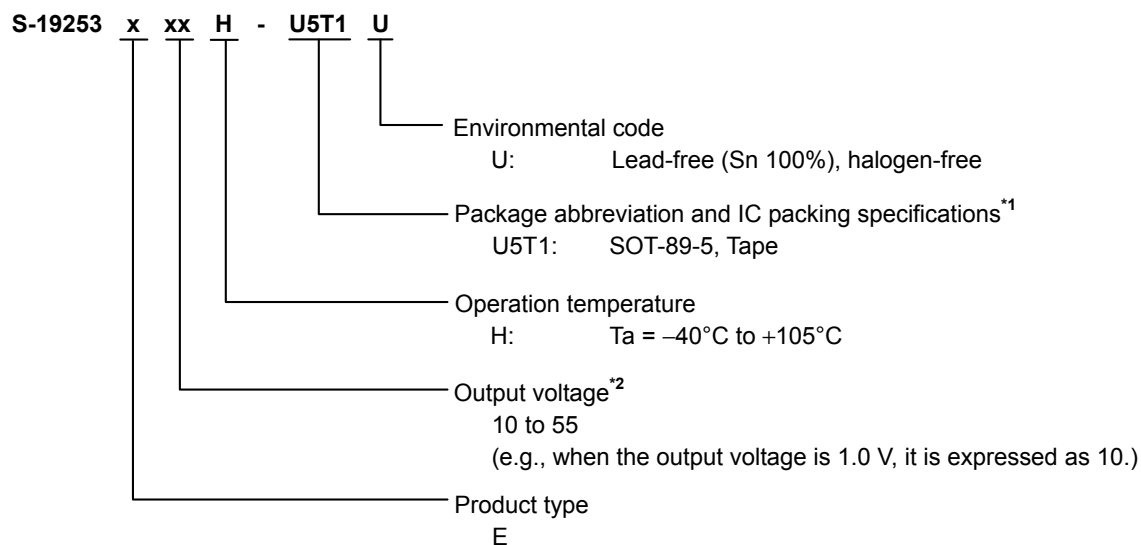 S-19253 x xx H - U5T1 U
Environmental code
U: Lead-free (Sn 100%), halogen-free
Package abbreviation and IC packing specifications*1
U5T1: SOT-89-5, Tape
Operation temperature
H: Ta = −40°C to +105°C
Output voltage*2
10 to 55
(e.g., when the output voltage is 1.0 V, it is expressed as 10.)
Product type
E